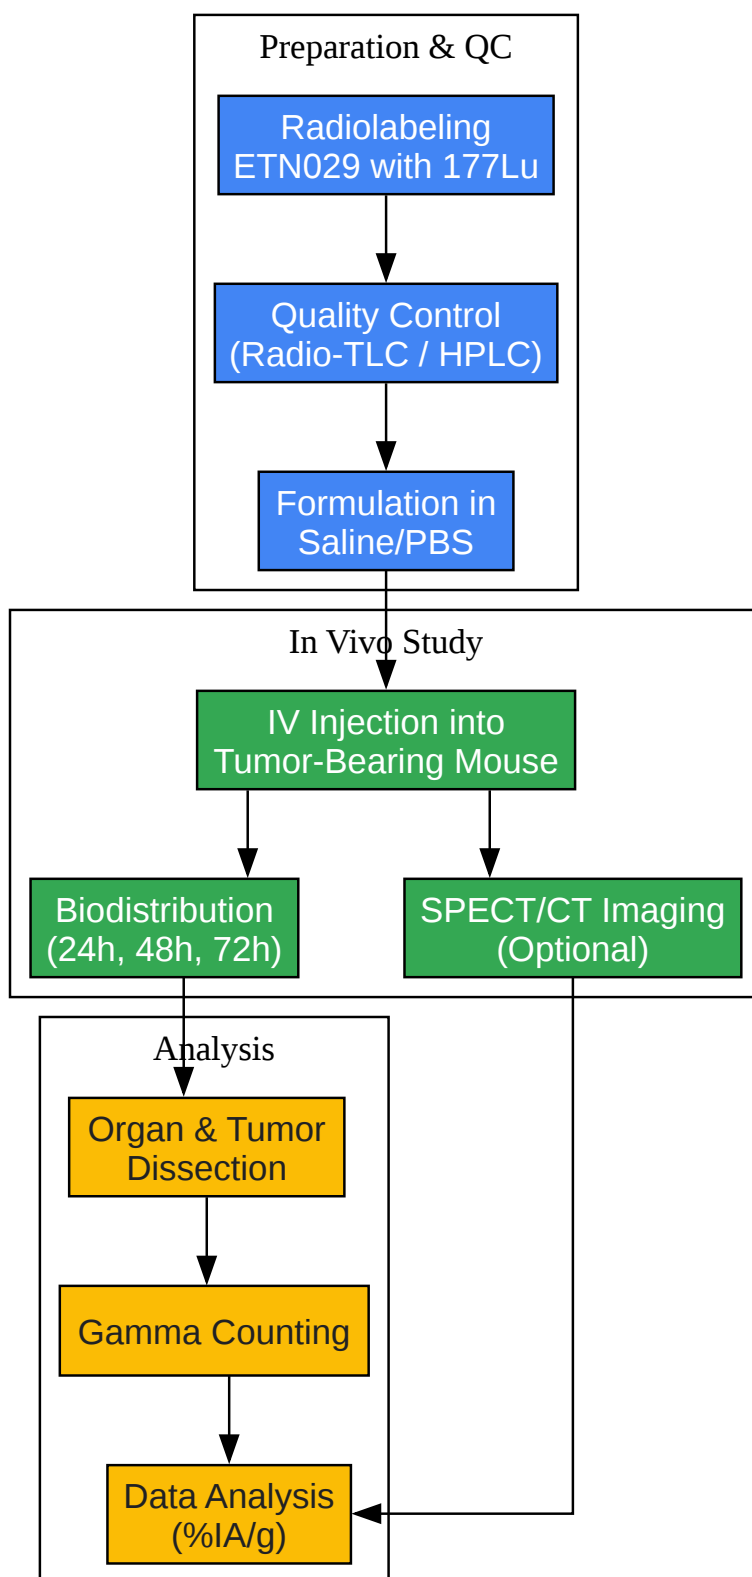 Preparation & QC
Radiolabeling
ETN029 with 177Lu
Quality Control
(Radio-TLC / HPLC)
Formulation in
Saline/PBS
In Vivo Study
IV Injection into
Tumor-Bearing Mouse
Biodistribution
(24h, 48h, 72h)
SPECT/CT Imaging
(Optional)
Analysis
Organ & Tumor
Dissection
Gamma Counting
Data Analysis
(%IA/g)